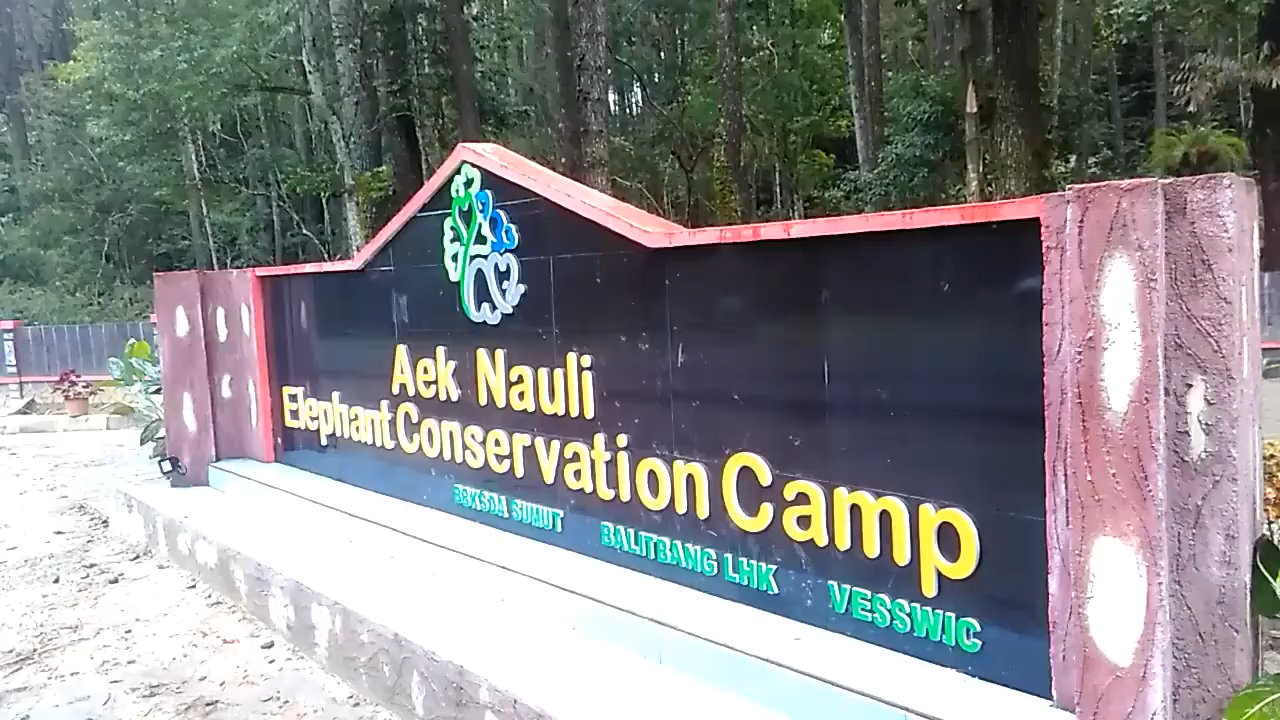 Aek Nauli
Elephant Conservation Camp
BBKSDA SUMUT BALITBANG LHK VESSWIC